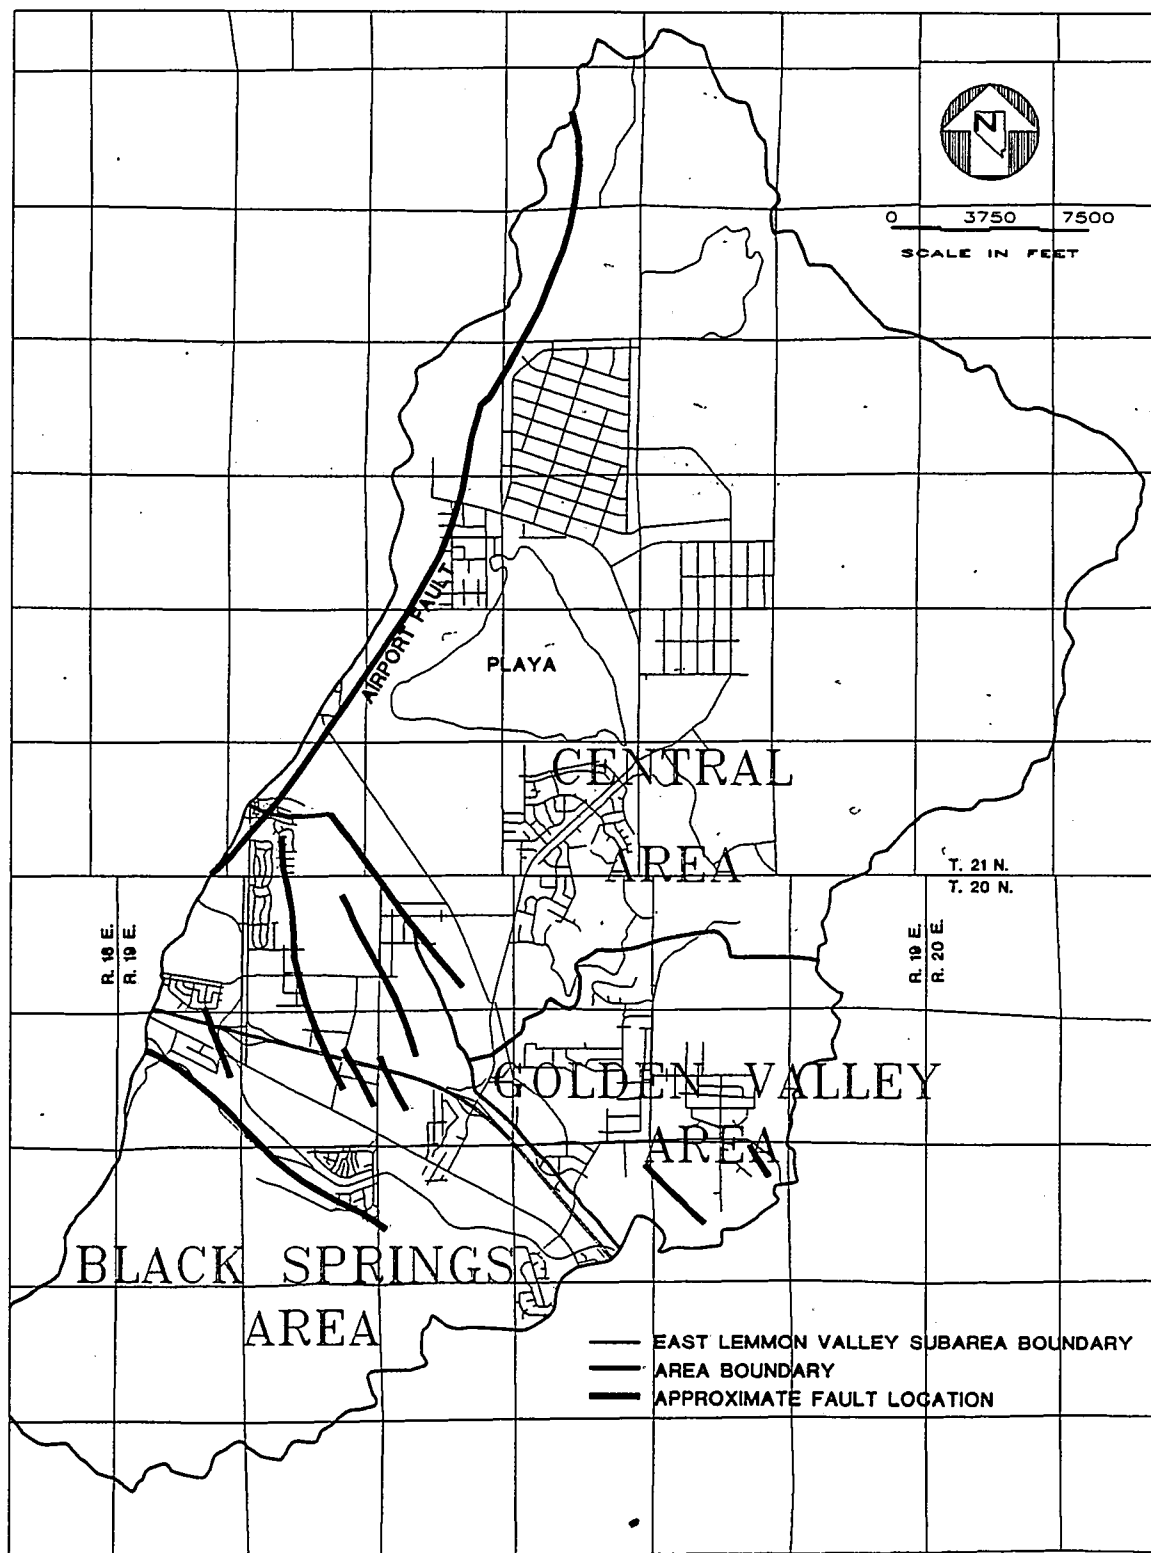 N
0 3750 7500
SCALE IN FEET
AIRPORT FAULT
PLAYA
CENTRAL
AREA
T. 21 N.
T. 20 N.
R. 18 E.
R. 19 E.
R. 19 E.
R. 20 E.
GOLDEN VALLEY
AREA
BLACK SPRINGS
AREA
EAST LEMMON VALLEY SUBAREA BOUNDARY
AREA BOUNDARY
APPROXIMATE FAULT LOCATION